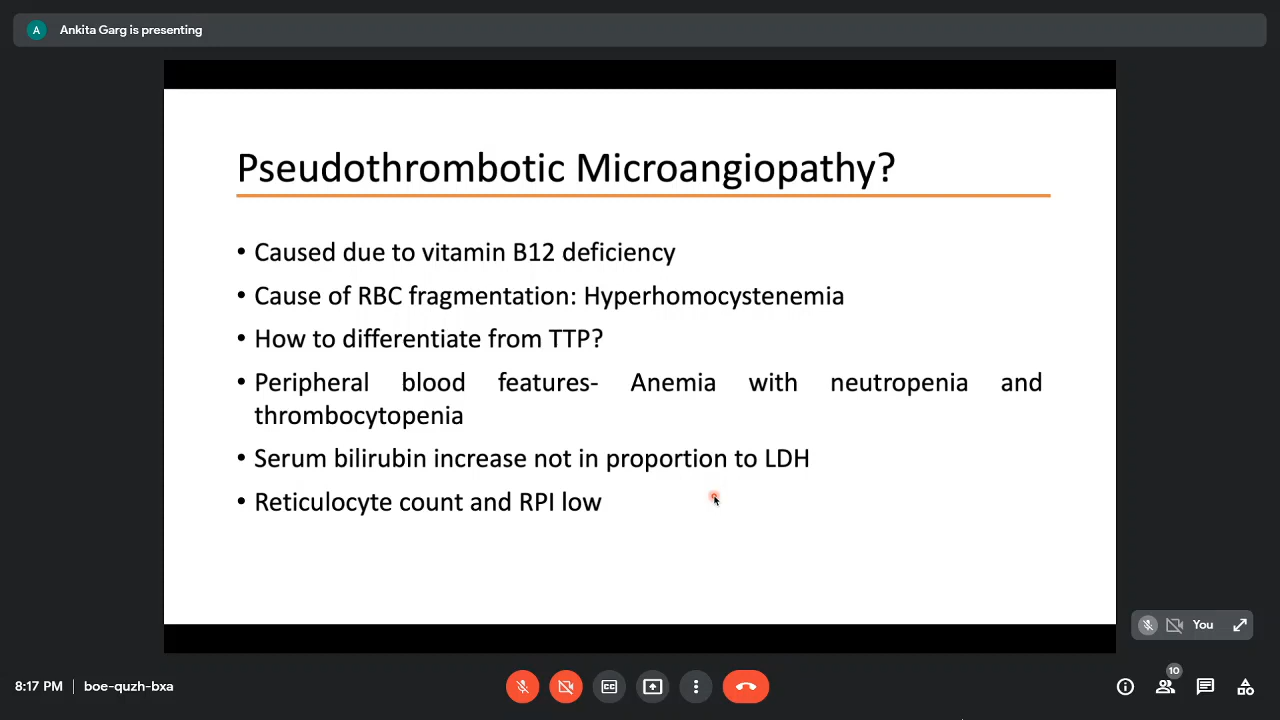 A Ankita Garg is presenting
Pseudothrombotic Microangiopathy?
• Caused due to vitamin B12 deficiency
• Cause of RBC fragmentation: Hyperhomocystenemia
• How to differentiate from TTP?
• Peripheral blood features- Anemia with neutropenia and
thrombocytopenia
• Serum bilirubin increase not in proportion to LDH
• Reticulocyte count and RPI low
You
8:17 PM | boe-quzh-bxa
CC
10